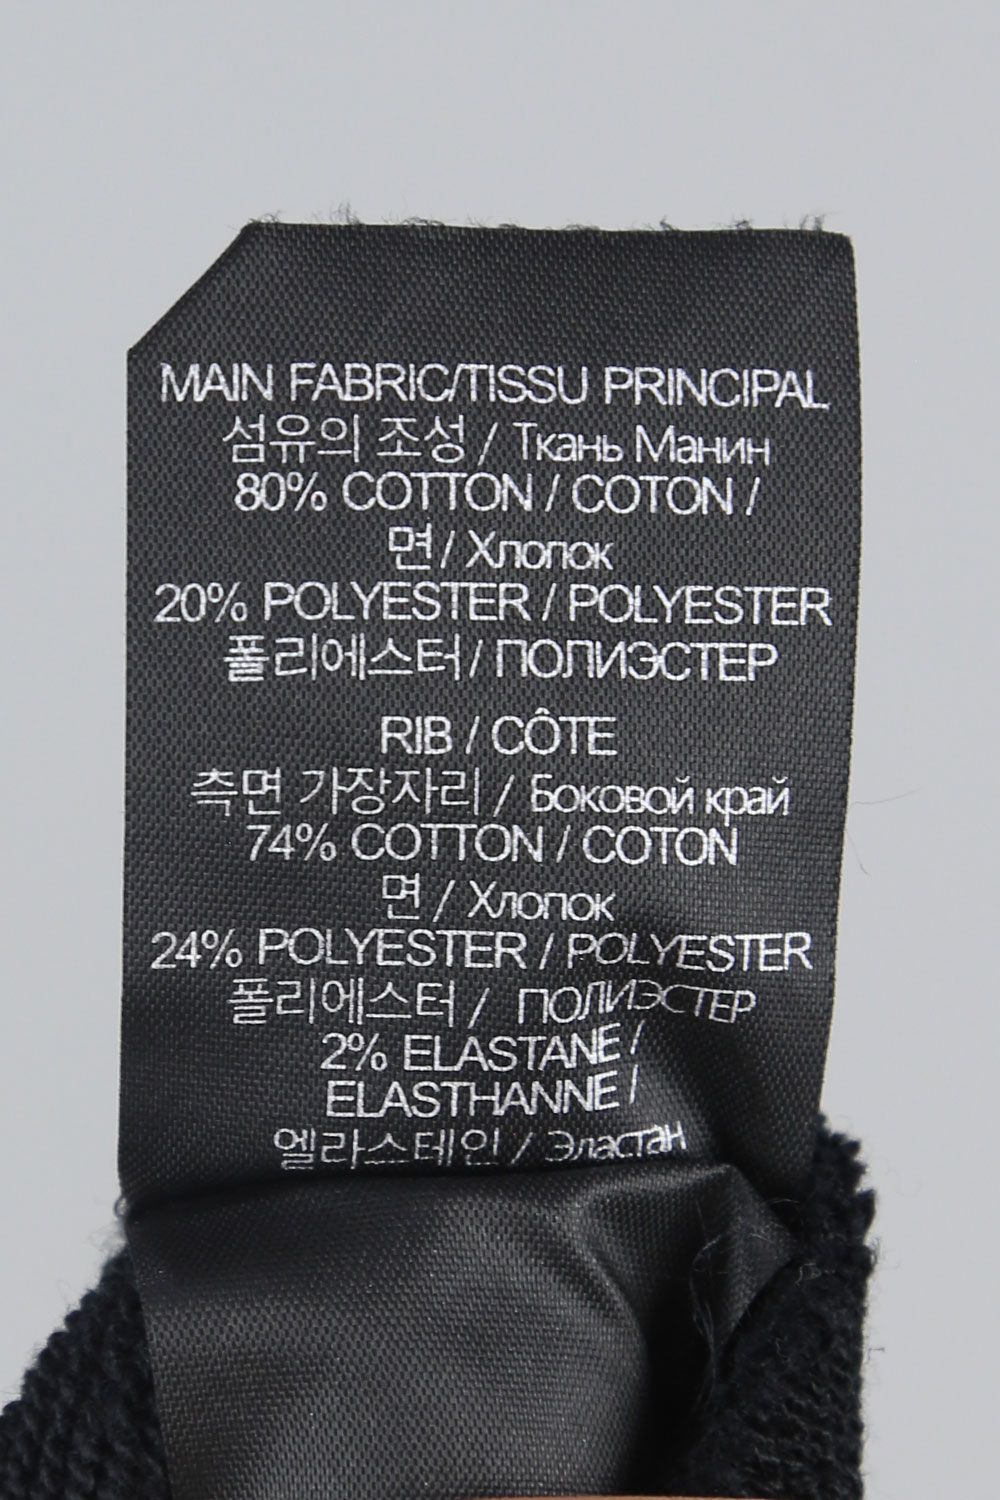 MAIN FABRIC/TISSU PRINCIPAL
섬유의 조성 / Ткань Манин
80% COTTON / COTON /
면 / Хлопок
20% POLYESTER / POLYESTER
폴리에스터 / ПОЛИЭСТЕР
RIB / CÔTE
측면 가장자리 / Боковой край
74% COTTON / COTON
면 / Хлопок
24% POLYESTER / POLYESTER
폴리에스터 / ПОЛИЭСТЕР
2% ELASTANE /
ELASTHANNE /
엘라스테인 / Эластан